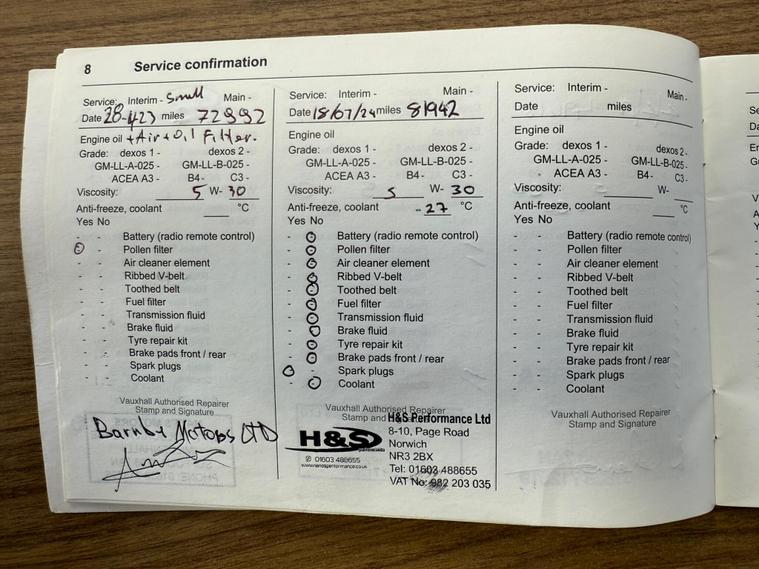 8 Service confirmation
Service: Interim - Small Main -
Date 28-4-23 miles 72992
Engine oil + Air + Oil Filter.
Grade: dexos 1 - dexos 2 -
GM-LL-A-025 - GM-LL-B-025 -
ACEA A3 - B4 - C3 -
Viscosity: 5 W- 30
Anti-freeze, coolant °C
Yes No
- - Battery (radio remote control)
- Pollen filter
- - Air cleaner element
- - Ribbed V-belt
- - Toothed belt
- - Fuel filter
- - Transmission fluid
- - Brake fluid
- - Tyre repair kit
- - Brake pads front / rear
- - Spark plugs
- - Coolant
Vauxhall Authorised Repairer
Stamp and Signature
Barnby Motors LTD
Service: Interim - Main -
Date 18/07/24 miles 81942
Engine oil
Grade: dexos 1 - dexos 2 -
GM-LL-A-025 - GM-LL-B-025 -
ACEA A3 - B4 - C3 -
Viscosity: 5 W- 30
Anti-freeze, coolant -27 °C
Yes No
- Battery (radio remote control)
- Pollen filter
- Air cleaner element
- Ribbed V-belt
- Toothed belt
- Fuel filter
- Transmission fluid
- Brake fluid
- Tyre repair kit
- Brake pads front / rear
- Spark plugs
- Coolant
Vauxhall Authorised Repairer
Stamp and
H&S Performance Ltd
8-10, Page Road
Norwich
NR3 2BX
Tel: 01603 488655
VAT No: 982 203 035
H&S
01603 488655
www.handsperformance.co.uk
Service: Interim - Main -
Date miles
Engine oil
Grade: dexos 1 - dexos 2 -
GM-LL-A-025 - GM-LL-B-025 -
ACEA A3 - B4 - C3 -
Viscosity: W-
Anti-freeze, coolant °C
Yes No
- - Battery (radio remote control)
- - Pollen filter
- - Air cleaner element
- - Ribbed V-belt
- - Toothed belt
- - Fuel filter
- - Transmission fluid
- - Brake fluid
- - Tyre repair kit
- - Brake pads front / rear
- - Spark plugs
- - Coolant
Vauxhall Authorised Repairer
Stamp and Signature